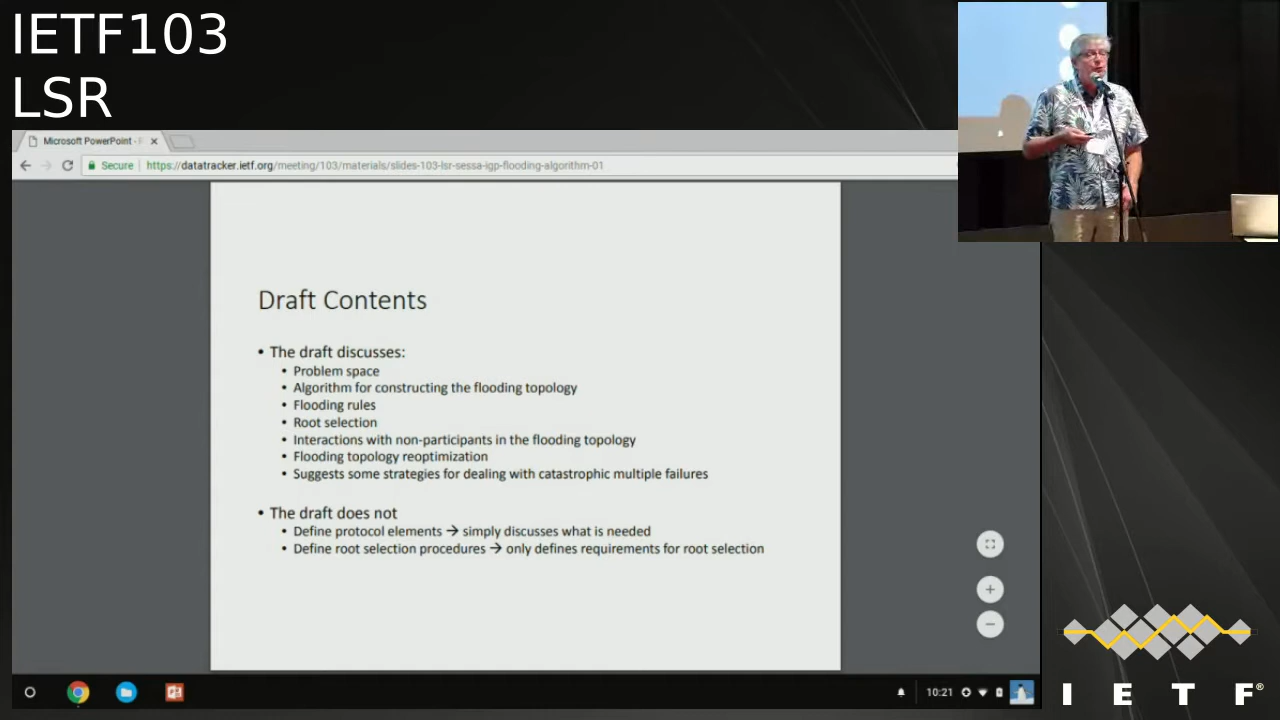 IETF103
LSR
Microsoft PowerPoint -
Secure
https://datatracker.ietf.org/meeting/103/materials/slides-103-lsr-sessa-igp-flooding-algorithm-01
Draft Contents
• The draft discusses:
• Problem space
• Algorithm for constructing the flooding topology
• Flooding rules
• Root selection
• Interactions with non-participants in the flooding topology
• Flooding topology reoptimization
• Suggests some strategies for dealing with catastrophic multiple failures
• The draft does not
• Define protocol elements → simply discusses what is needed
• Define root selection procedures → only defines requirements for root selection
10:21
I E T F®